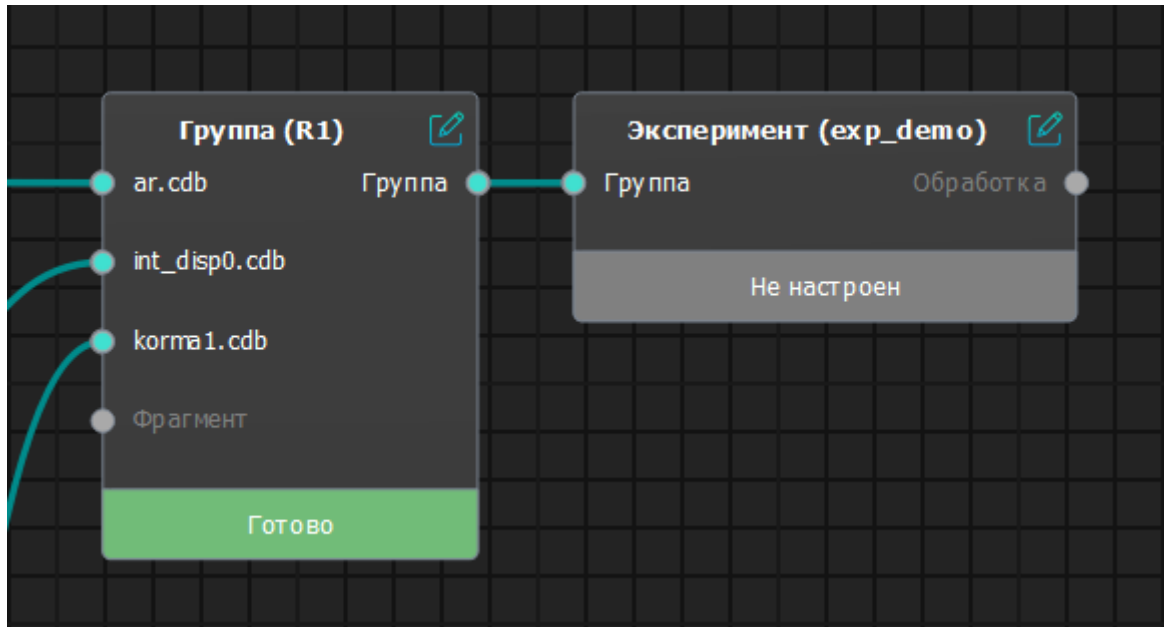 Группа (R1)
ar.cdb
Группа
int_disp0.cdb
korma1.cdb
Фрагмент
Готово
Эксперимент (exp_demo)
Группа
Обработка
Не настроен